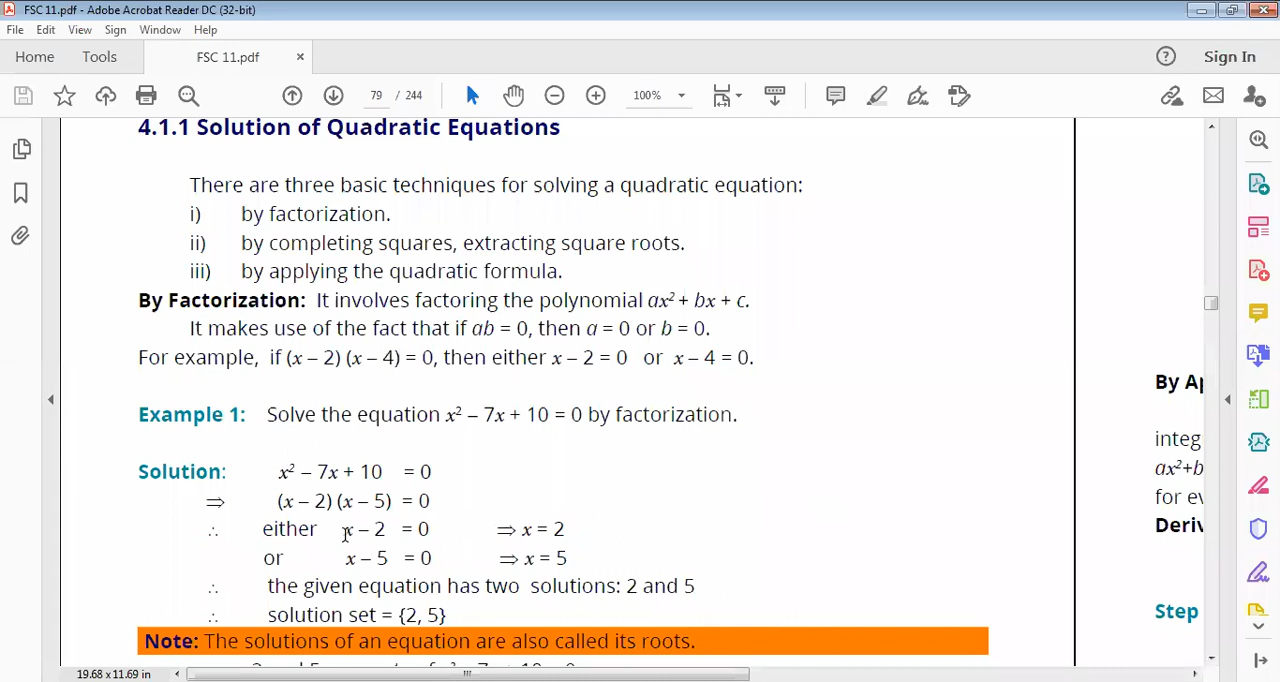 FSC 11.pdf - Adobe Acrobat Reader DC (32-bit)
File Edit View Sign Window Help
Home Tools FSC 11.pdf × Sign In
79 / 244 100%
4.1.1 Solution of Quadratic Equations
There are three basic techniques for solving a quadratic equation:
i) by factorization.
ii) by completing squares, extracting square roots.
iii) by applying the quadratic formula.
By Factorization: It involves factoring the polynomial ax² + bx + c.
It makes use of the fact that if ab = 0, then a = 0 or b = 0.
For example, if (x – 2) (x – 4) = 0, then either x – 2 = 0 or x – 4 = 0.
Example 1: Solve the equation x² – 7x + 10 = 0 by factorization.
Solution: x² – 7x + 10 = 0
⇒ (x – 2) (x – 5) = 0
∴ either x – 2 = 0 ⇒ x = 2
or x – 5 = 0 ⇒ x = 5
∴ the given equation has two solutions: 2 and 5
∴ solution set = {2, 5}
Note: The solutions of an equation are also called its roots.
By Ap
integ
ax²+b
for ev
Deriv
Step
19.68 x 11.69 in